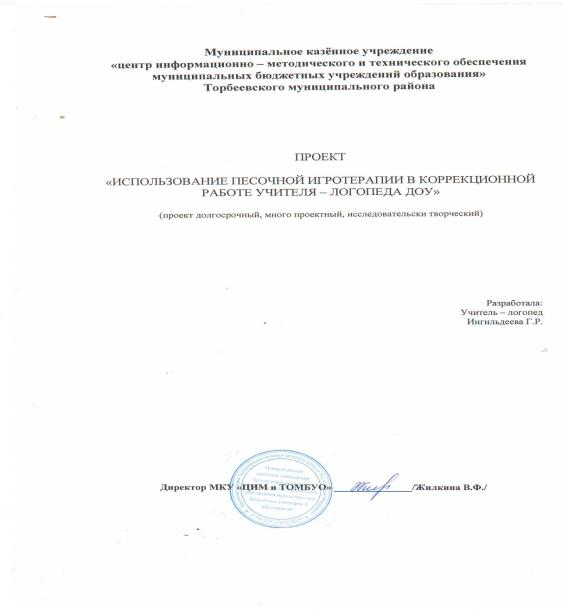 Муниципальное казённое учреждение
«центр информационно – методического и технического обеспечения
муниципальных бюджетных учреждений образования»
Торбеевского муниципального района
ПРОЕКТ
«ИСПОЛЬЗОВАНИЕ ПЕСОЧНОЙ ИГРОТЕРАПИИ В КОРРЕКЦИОННОЙ
РАБОТЕ УЧИТЕЛЯ – ЛОГОПЕДА ДОУ»
(проект долгосрочный, много проектный, исследовательски творческий)
Разработала:
Учитель – логопед
Ингильдеева Г.Р.
Директор МКУ «ЦИМ и ТОМБУО» /Жилкина В.Ф./